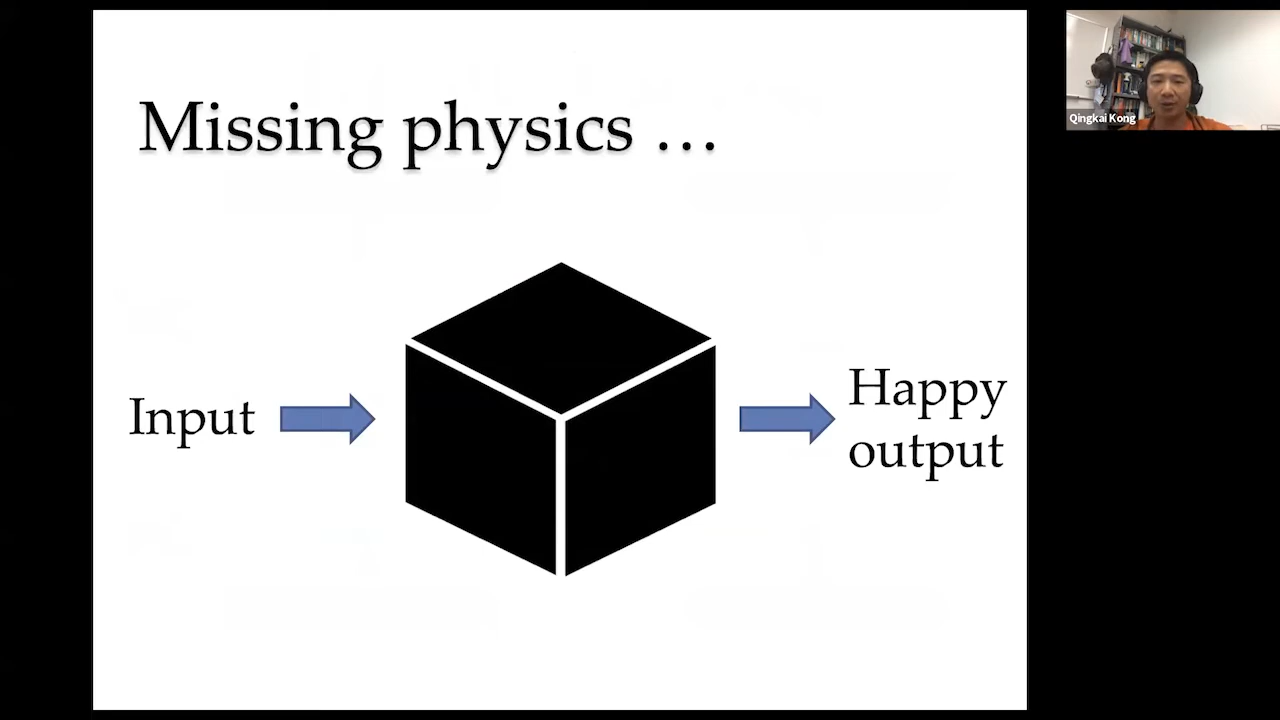 Missing physics …
Input
Happy
output
Qingkai Kong